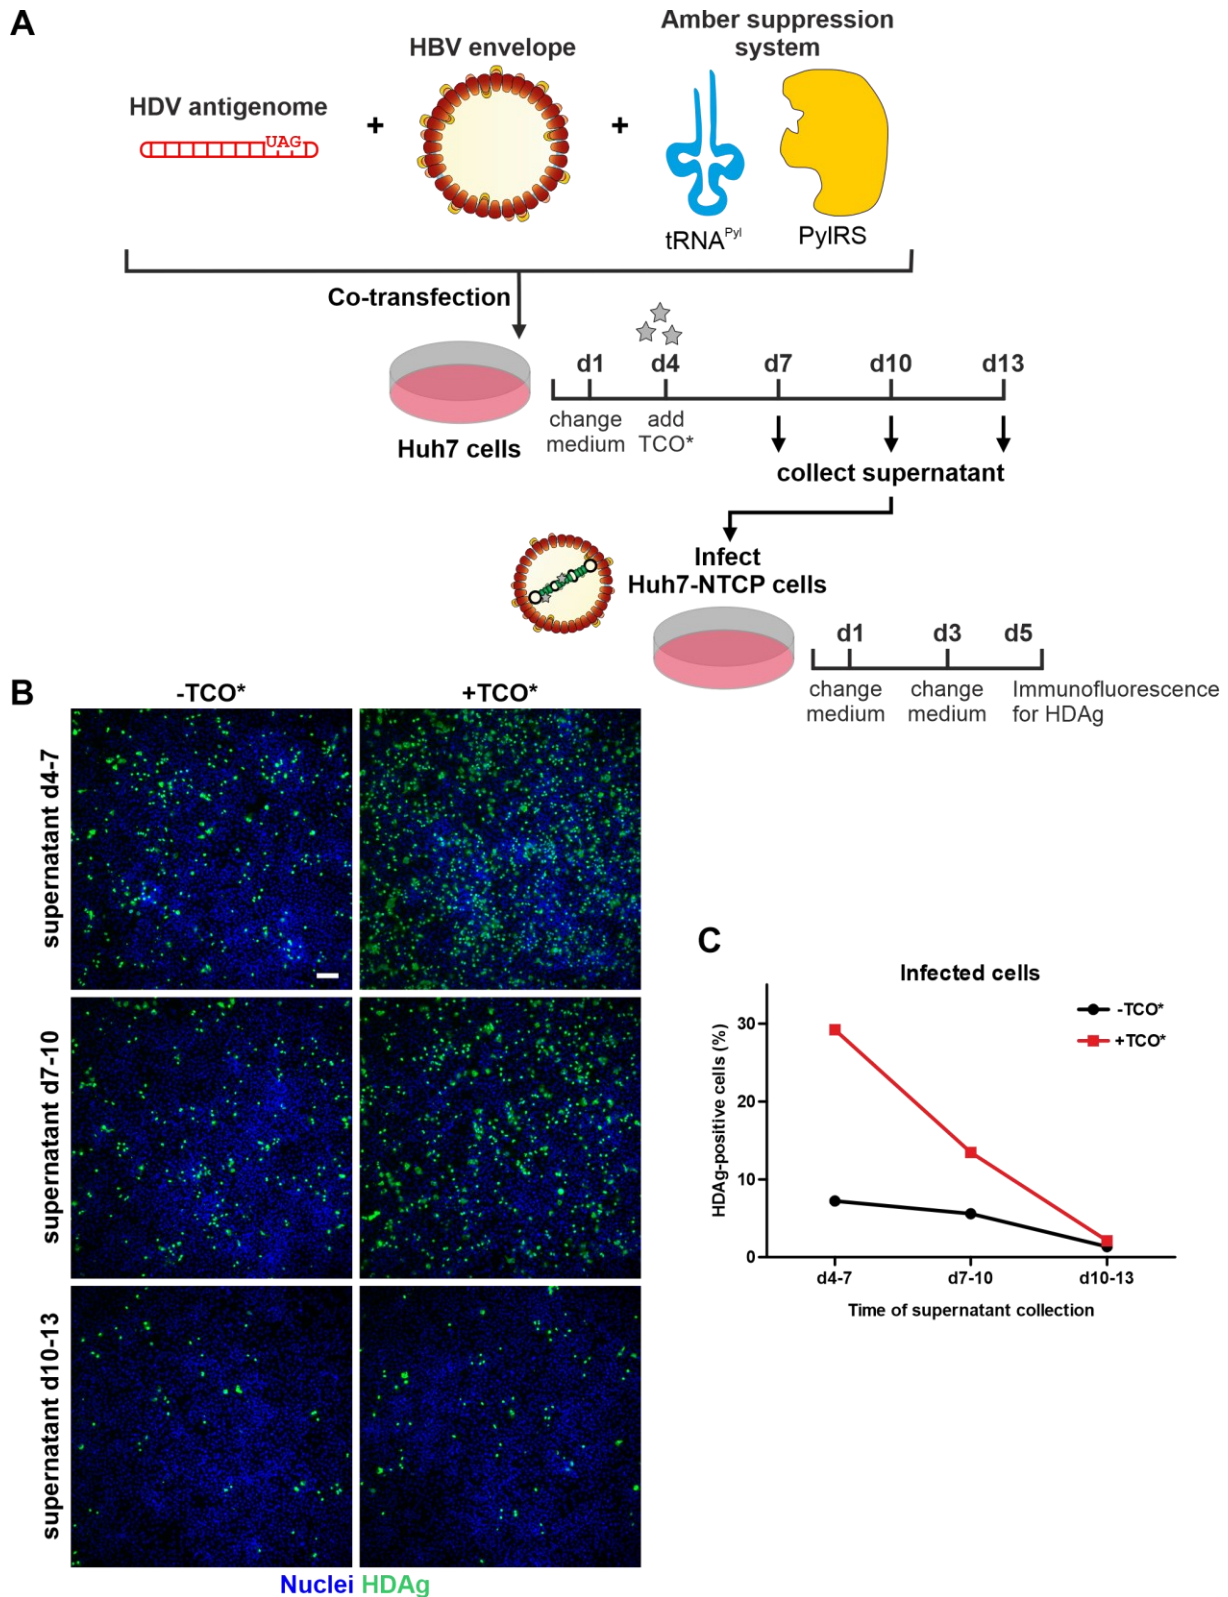 A
Amber suppression
system
HBV envelope
HDV antigenome
UAG
+
+
tRNA^Pyl
PylRS
Co-transfection
d1 d4 d7 d10 d13
change
medium
add
TCO*
Huh7 cells
collect supernatant
Infect
Huh7-NTCP cells
d1 d3 d5
change
medium
change
medium
Immunofluorescence
for HDAg
B
-TCO* +TCO*
supernatant d4-7
supernatant d7-10
supernatant d10-13
Nuclei HDAg
C
Infected cells
-TCO*
+TCO*
HDAg-positive cells (%)
30
20
10
0
d4-7 d7-10 d10-13
Time of supernatant collection